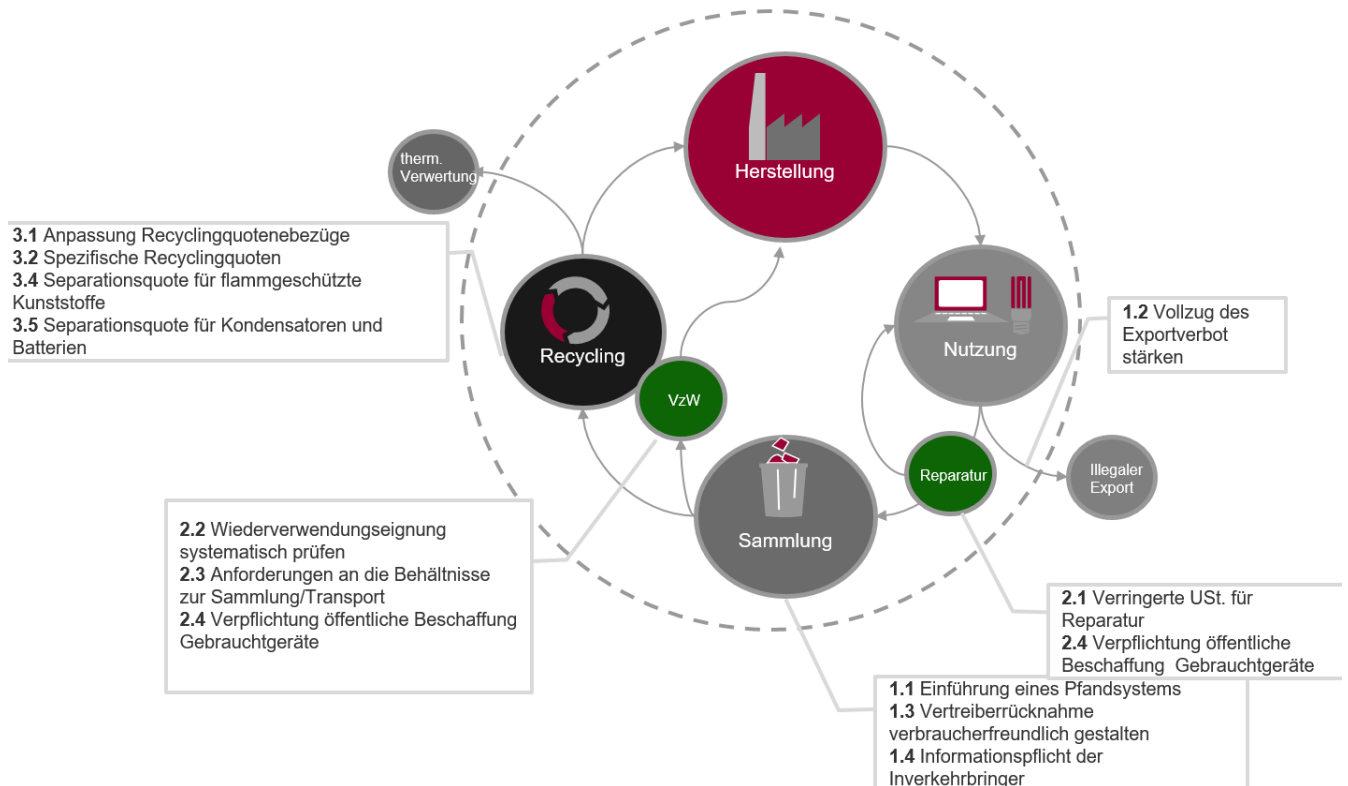 Herstellung
therm.
Verwertung
3.1 Anpassung Recyclingquotenebezüge
3.2 Spezifische Recyclingquoten
3.4 Separationsquote für flammgeschützte
Kunststoffe
3.5 Separationsquote für Kondensatoren und
Batterien
Recycling
Nutzung
1.2 Vollzug des
Exportverbot
stärken
VzW
Reparatur
Illegaler
Export
Sammlung
2.2 Wiederverwendungseignung
systematisch prüfen
2.3 Anforderungen an die Behältnisse
zur Sammlung/Transport
2.4 Verpflichtung öffentliche Beschaffung
Gebrauchtgeräte
2.1 Verringerte USt. für
Reparatur
2.4 Verpflichtung öffentliche
Beschaffung Gebrauchtgeräte
1.1 Einführung eines Pfandsystems
1.3 Vertreiberrücknahme
verbraucherfreundlich gestalten
1.4 Informationspflicht der
Inverkehrbringer